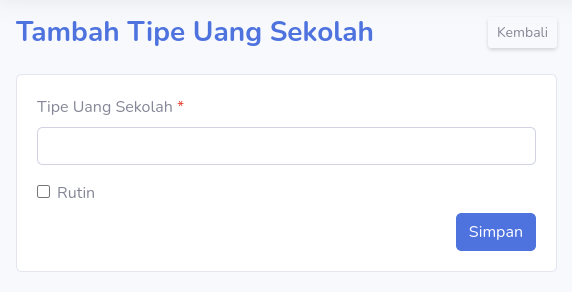 Tambah Tipe Uang Sekolah
Kembali
Tipe Uang Sekolah *
Rutin
Simpan